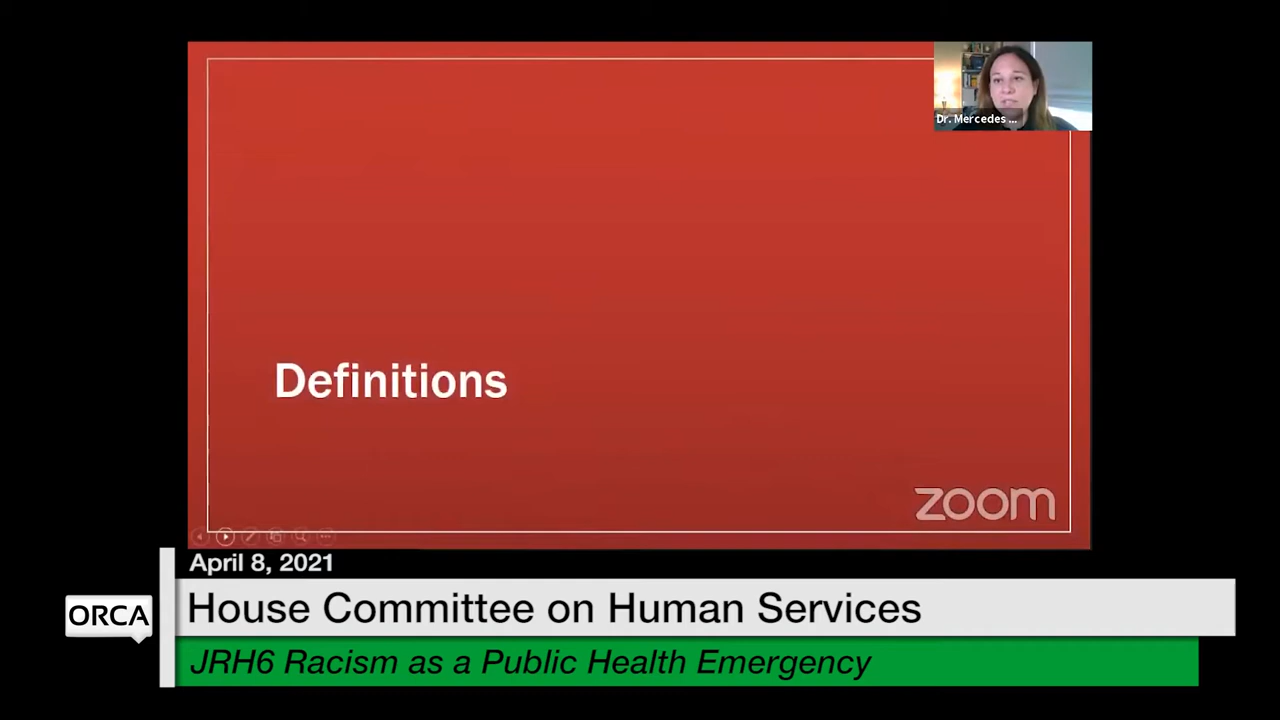 Dr. Mercedes ...
Definitions
zoom
April 8, 2021
ORCA
House Committee on Human Services
JRH6 Racism as a Public Health Emergency